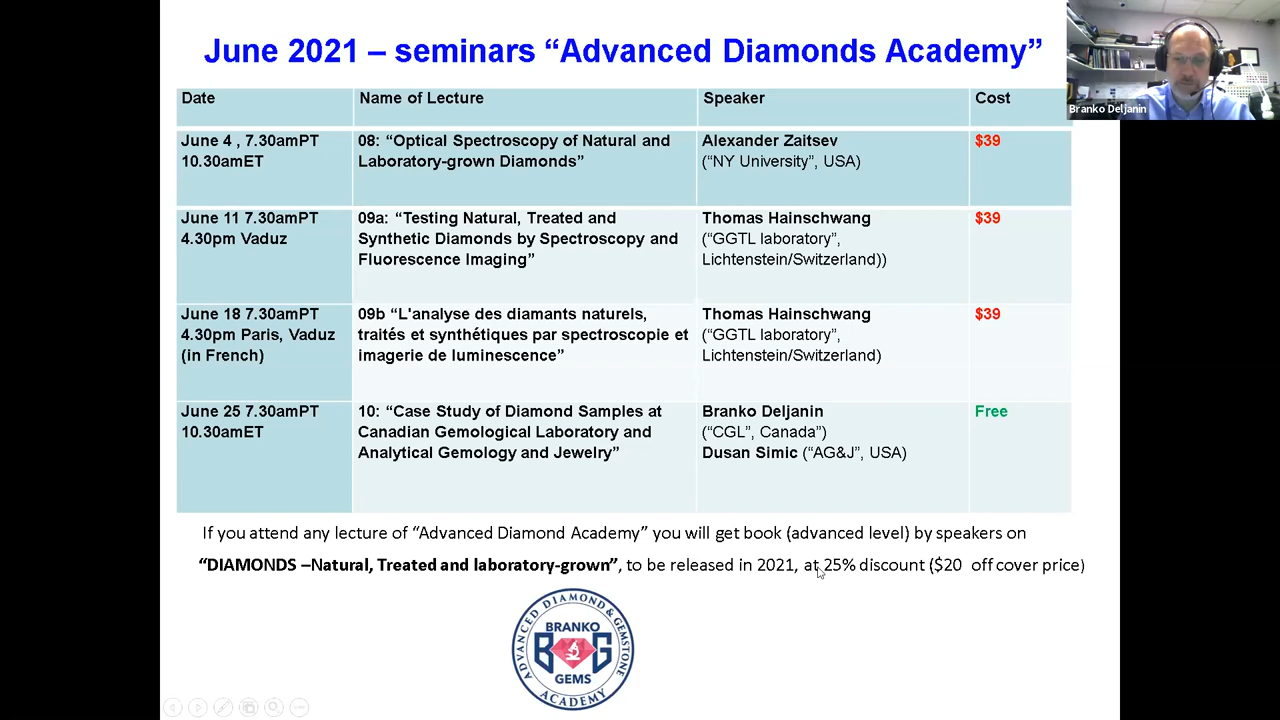 June 2021 – seminars “Advanced Diamonds Academy”
Branko Deljanin
Date
Name of Lecture
Speaker
Cost
June 4 , 7.30amPT
10.30amET
08: “Optical Spectroscopy of Natural and
Laboratory-grown Diamonds”
Alexander Zaitsev
(“NY University”, USA)
$39
June 11 7.30amPT
4.30pm Vaduz
09a: “Testing Natural, Treated and
Synthetic Diamonds by Spectroscopy and
Fluorescence Imaging”
Thomas Hainschwang
(“GGTL laboratory”,
Lichtenstein/Switzerland))
$39
June 18 7.30amPT
4.30pm Paris, Vaduz
(in French)
09b “L'analyse des diamants naturels,
traités et synthétiques par spectroscopie et
imagerie de luminescence”
Thomas Hainschwang
(“GGTL laboratory”,
Lichtenstein/Switzerland)
$39
June 25 7.30amPT
10.30amET
10: “Case Study of Diamond Samples at
Canadian Gemological Laboratory and
Analytical Gemology and Jewelry”
Branko Deljanin
(“CGL”, Canada”)
Dusan Simic (“AG&J”, USA)
Free
If you attend any lecture of “Advanced Diamond Academy” you will get book (advanced level) by speakers on
“DIAMONDS –Natural, Treated and laboratory-grown”, to be released in 2021, at 25% discount ($20 off cover price)
ADVANCED DIAMOND & GEMSTONE
BRANKO
B G
GEMS
ACADEMY